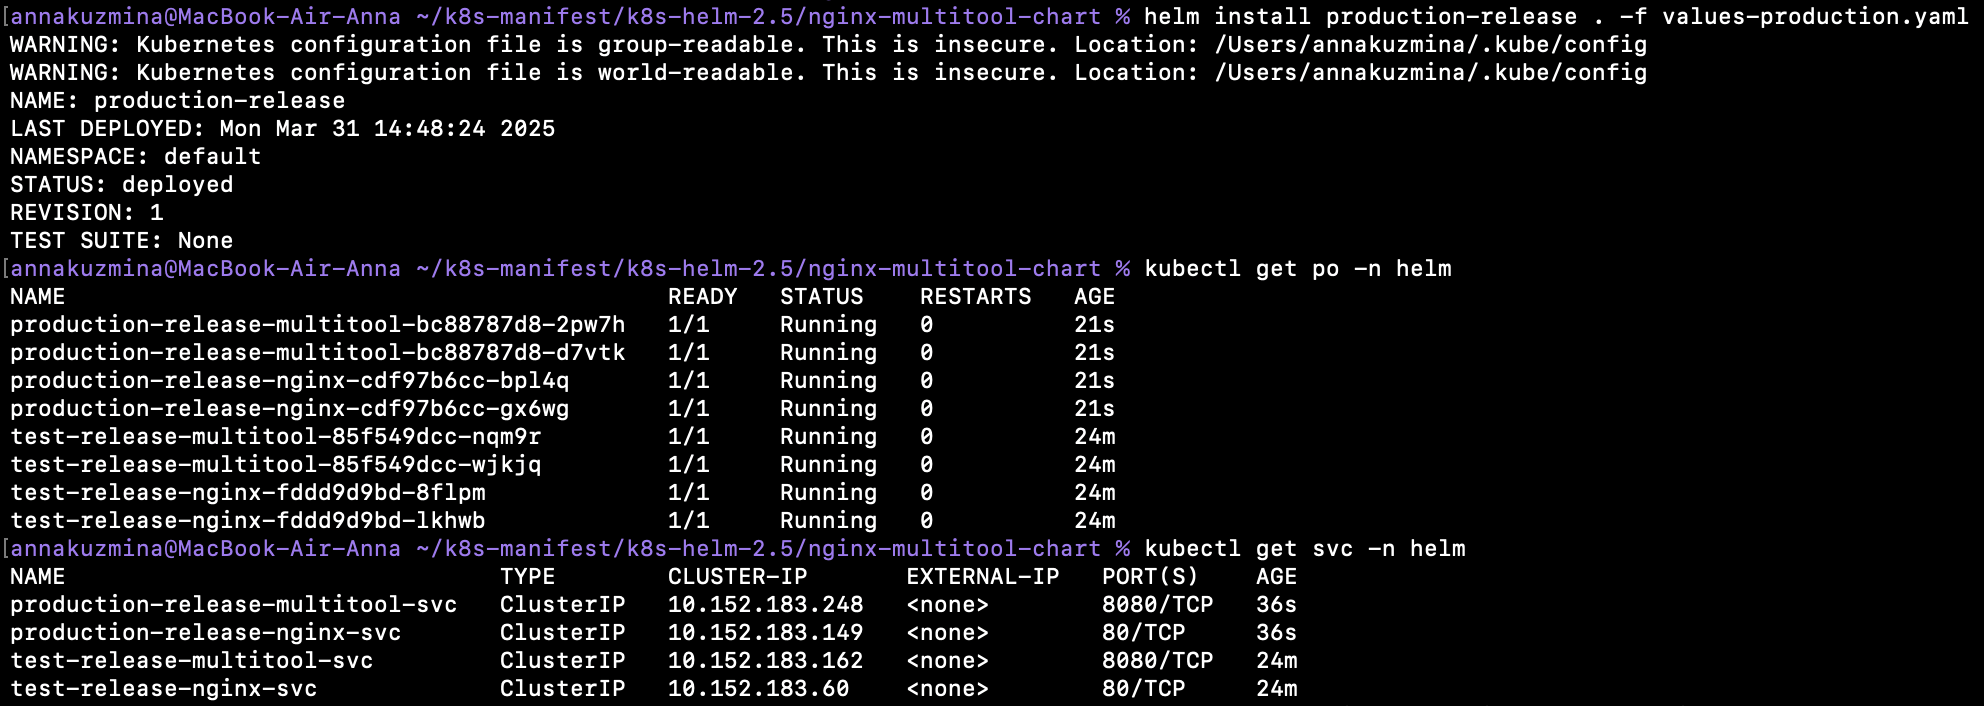 [annakuzmina@MacBook-Air-Anna ~/k8s-manifest/k8s-helm-2.5/nginx-multitool-chart % helm install production-release . -f values-production.yaml
WARNING: Kubernetes configuration file is group-readable. This is insecure. Location: /Users/annakuzmina/.kube/config
WARNING: Kubernetes configuration file is world-readable. This is insecure. Location: /Users/annakuzmina/.kube/config
NAME: production-release
LAST DEPLOYED: Mon Mar 31 14:48:24 2025
NAMESPACE: default
STATUS: deployed
REVISION: 1
TEST SUITE: None
[annakuzmina@MacBook-Air-Anna ~/k8s-manifest/k8s-helm-2.5/nginx-multitool-chart % kubectl get po -n helm
NAME READY STATUS RESTARTS AGE
production-release-multitool-bc88787d8-2pw7h 1/1 Running 0 21s
production-release-multitool-bc88787d8-d7vtk 1/1 Running 0 21s
production-release-nginx-cdf97b6cc-bpl4q 1/1 Running 0 21s
production-release-nginx-cdf97b6cc-gx6wg 1/1 Running 0 21s
test-release-multitool-85f549dcc-nqm9r 1/1 Running 0 24m
test-release-multitool-85f549dcc-wjkjq 1/1 Running 0 24m
test-release-nginx-fddd9d9bd-8flpm 1/1 Running 0 24m
test-release-nginx-fddd9d9bd-lkhwb 1/1 Running 0 24m
[annakuzmina@MacBook-Air-Anna ~/k8s-manifest/k8s-helm-2.5/nginx-multitool-chart % kubectl get svc -n helm
NAME TYPE CLUSTER-IP EXTERNAL-IP PORT(S) AGE
production-release-multitool-svc ClusterIP 10.152.183.248 <none> 8080/TCP 36s
production-release-nginx-svc ClusterIP 10.152.183.149 <none> 80/TCP 36s
test-release-multitool-svc ClusterIP 10.152.183.162 <none> 8080/TCP 24m
test-release-nginx-svc ClusterIP 10.152.183.60 <none> 80/TCP 24m